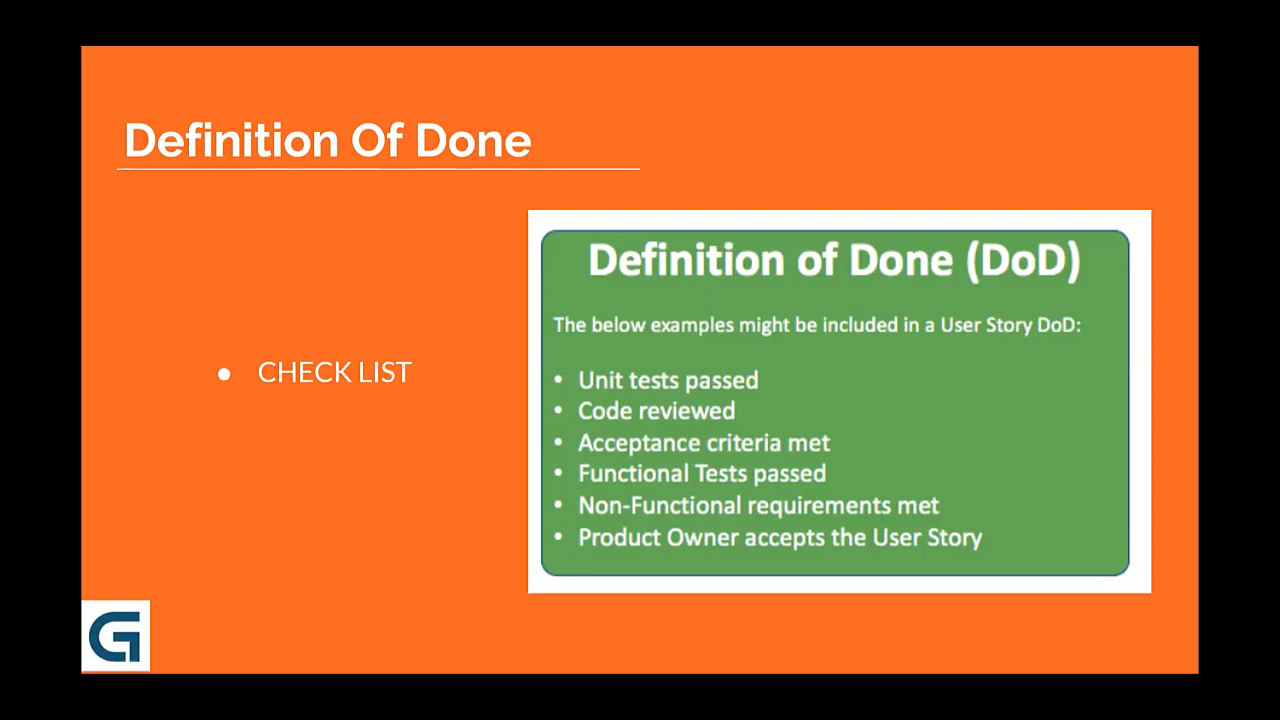 Definition Of Done
● CHECK LIST
Definition of Done (DoD)
The below examples might be included in a User Story DoD:
• Unit tests passed
• Code reviewed
• Acceptance criteria met
• Functional Tests passed
• Non-Functional requirements met
• Product Owner accepts the User Story
G